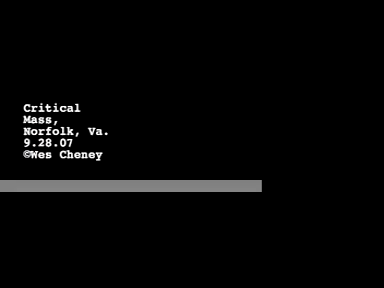 Critical
Mass,
Norfolk, Va.
9.28.07
©Wes Cheney